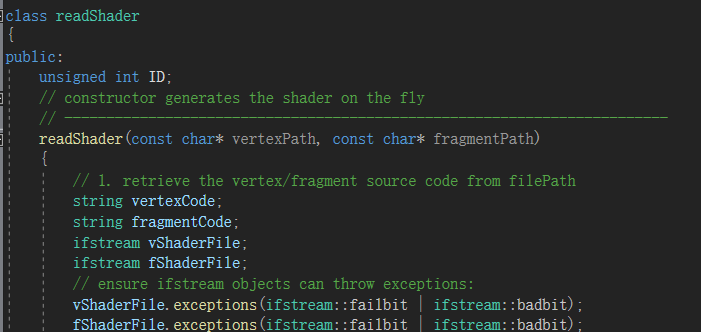 class readShader
{
public:
    unsigned int ID;
    // constructor generates the shader on the fly
    // ------------------------------------------------------------------------
    readShader(const char* vertexPath, const char* fragmentPath)
    {
        // 1. retrieve the vertex/fragment source code from filePath
        string vertexCode;
        string fragmentCode;
        ifstream vShaderFile;
        ifstream fShaderFile;
        // ensure ifstream objects can throw exceptions:
        vShaderFile.exceptions(ifstream::failbit | ifstream::badbit);
        fShaderFile.exceptions(ifstream::failbit | ifstream::badbit);